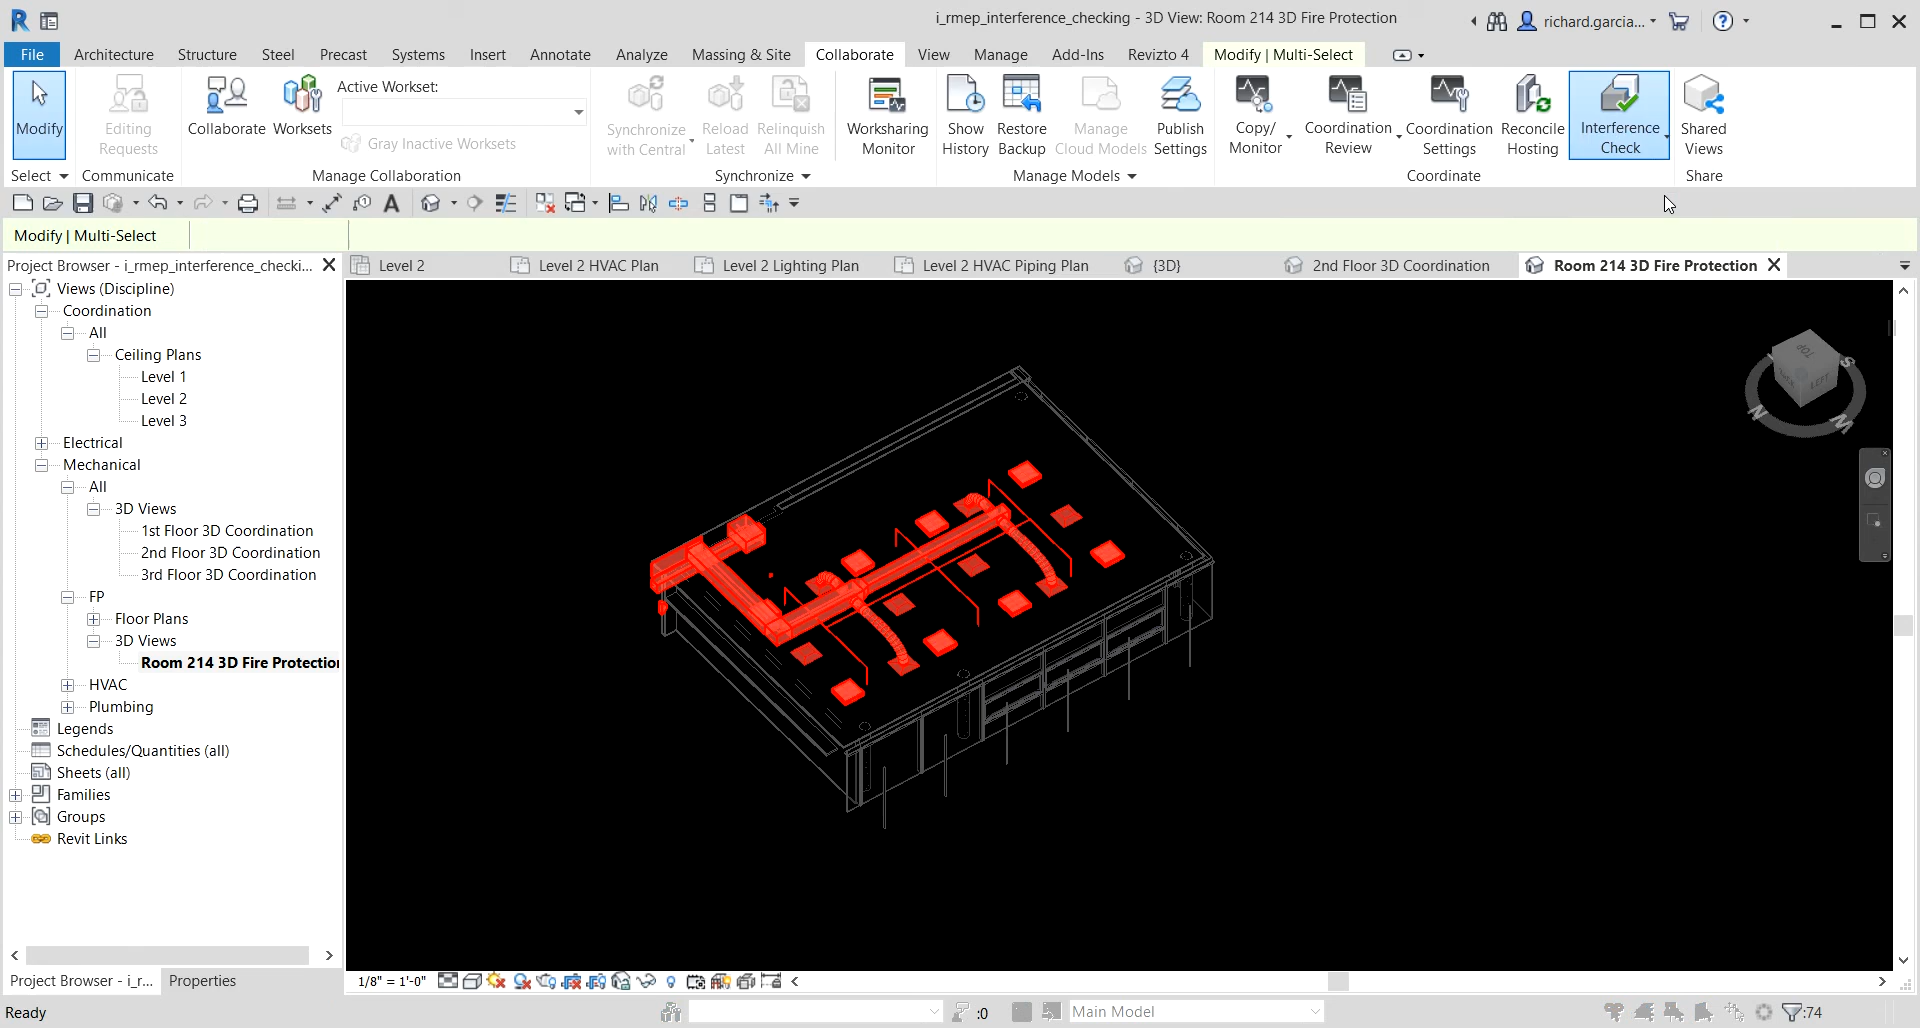 i_rmep_interference_checking - 3D View: Room 214 3D Fire Protection
richard.garcia...
File Architecture Structure Steel Precast Systems Insert Annotate Analyze Massing & Site Collaborate View Manage Add-Ins Revizto 4 Modify | Multi-Select
Modify
Editing Requests
Collaborate
Worksets
Active Workset:
Gray Inactive Worksets
Synchronize with Central
Reload Latest
Relinquish All Mine
Worksharing Monitor
Show History
Restore Backup
Manage Cloud Models
Publish Settings
Copy/ Monitor
Coordination Review
Coordination Settings
Reconcile Hosting
Interference Check
Shared Views
Select Communicate Manage Collaboration Synchronize Manage Models Coordinate Share
Modify | Multi-Select
Project Browser - i_rmep_interference_checki...
Level 2
Level 2 HVAC Plan
Level 2 Lighting Plan
Level 2 HVAC Piping Plan
{3D}
2nd Floor 3D Coordination
Room 214 3D Fire Protection
Views (Discipline)
Coordination
All
Ceiling Plans
Level 1
Level 2
Level 3
Electrical
Mechanical
All
3D Views
1st Floor 3D Coordination
2nd Floor 3D Coordination
3rd Floor 3D Coordination
FP
Floor Plans
3D Views
Room 214 3D Fire Protection
HVAC
Plumbing
Legends
Schedules/Quantities (all)
Sheets (all)
Families
Groups
Revit Links
TOP
LEFT
S
N
W
Project Browser - i_r...
Properties
1/8" = 1'-0"
Ready
:0
Main Model
:74